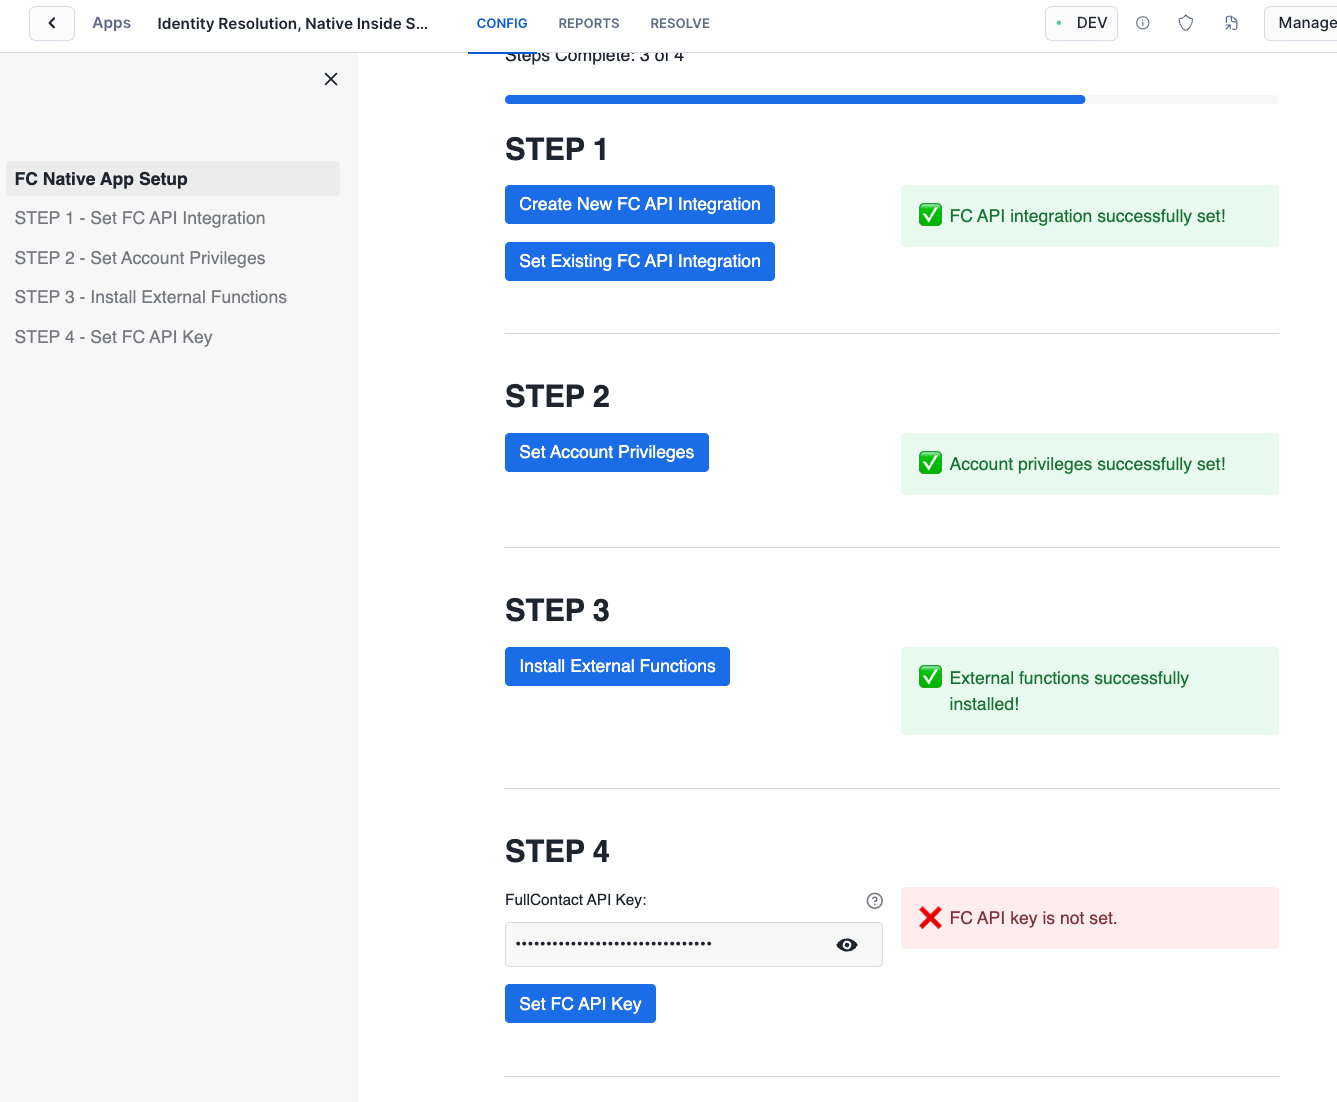 Apps
Identity Resolution, Native Inside S...
CONFIG
REPORTS
RESOLVE
DEV
Manage
FC Native App Setup
STEP 1 - Set FC API Integration
STEP 2 - Set Account Privileges
STEP 3 - Install External Functions
STEP 4 - Set FC API Key
Steps Complete: 3 of 4
STEP 1
Create New FC API Integration
Set Existing FC API Integration
FC API integration successfully set!
STEP 2
Set Account Privileges
Account privileges successfully set!
STEP 3
Install External Functions
External functions successfully
installed!
STEP 4
FullContact API Key:
FC API key is not set.
Set FC API Key